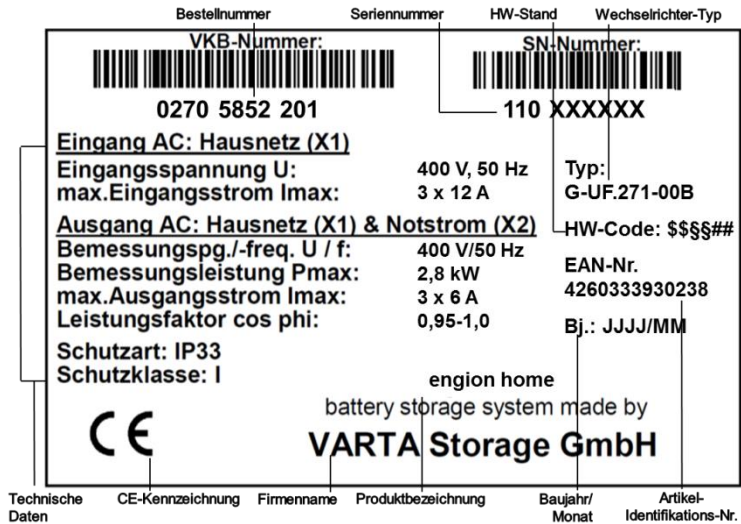 Bestellnummer Seriennummer HW-Stand Wechselrichter-Typ
VKB-Nummer: SN-Nummer:
0270 5852 201 110 XXXXXX
Eingang AC: Hausnetz (X1)
Eingangsspannung U: 400 V, 50 Hz Typ:
max.Eingangsstrom Imax: 3 x 12 A G-UF.271-00B
Ausgang AC: Hausnetz (X1) & Notstrom (X2) HW-Code: $$§§##
Bemessungspg./-freq. U / f: 400 V/50 Hz
Bemessungsleistung Pmax: 2,8 kW EAN-Nr.
max.Ausgangsstrom Imax: 3 x 6 A 4260333930238
Leistungsfaktor cos phi: 0,95-1,0 Bj.: JJJJ/MM
Schutzart: IP33
Schutzklasse: I
engion home
battery storage system made by
CE VARTA Storage GmbH
Technische Daten CE-Kennzeichnung Firmenname Produktbezeichnung Baujahr/ Monat Artikel- Identifikations-Nr.